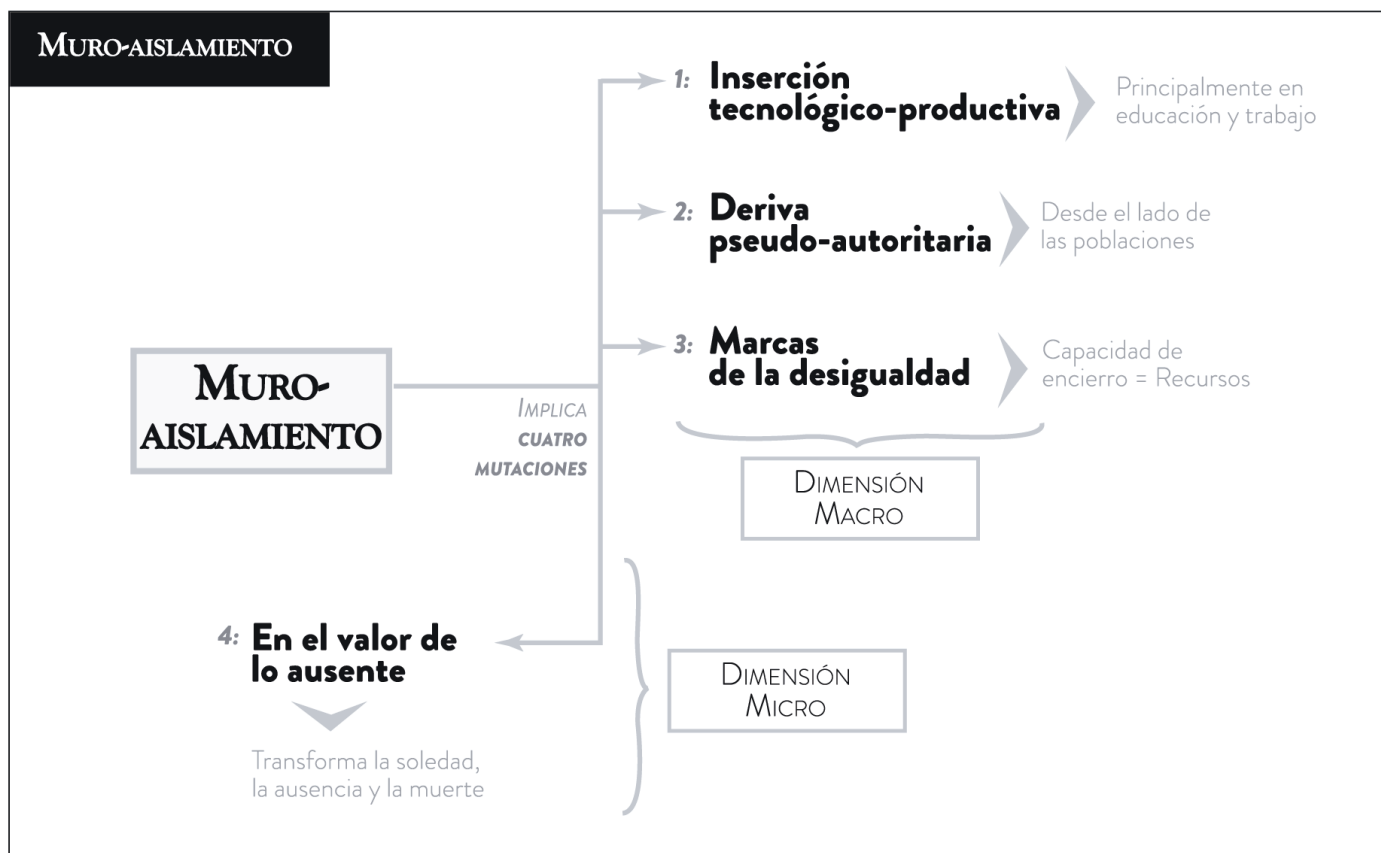 Muro-aislamiento
1: Inserción
tecnológico-productiva
Principalmente en
educación y trabajo
2: Deriva
pseudo-autoritaria
Desde el lado de
las poblaciones
3: Marcas
de la desigualdad
Capacidad de
encierro = Recursos
Muro-
aislamiento
Implica
cuatro
mutaciones
Dimensión
Macro
4: En el valor de
lo ausente
Transforma la soledad,
la ausencia y la muerte
Dimensión
Micro